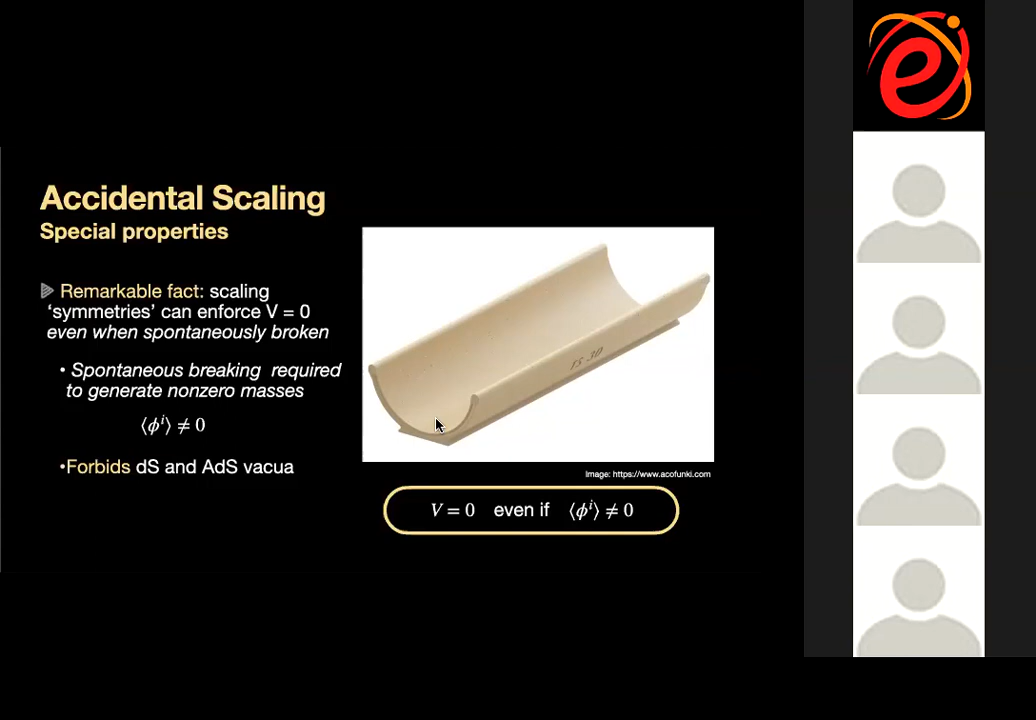 Accidental Scaling
Special properties
Remarkable fact: scaling
‘symmetries’ can enforce V = 0
even when spontaneously broken
• Spontaneous breaking required
to generate nonzero masses
⟨ϕⁱ⟩ ≠ 0
•Forbids dS and AdS vacua
rs-30
Image: https://www.acofunki.com
V = 0 even if ⟨ϕⁱ⟩ ≠ 0
e